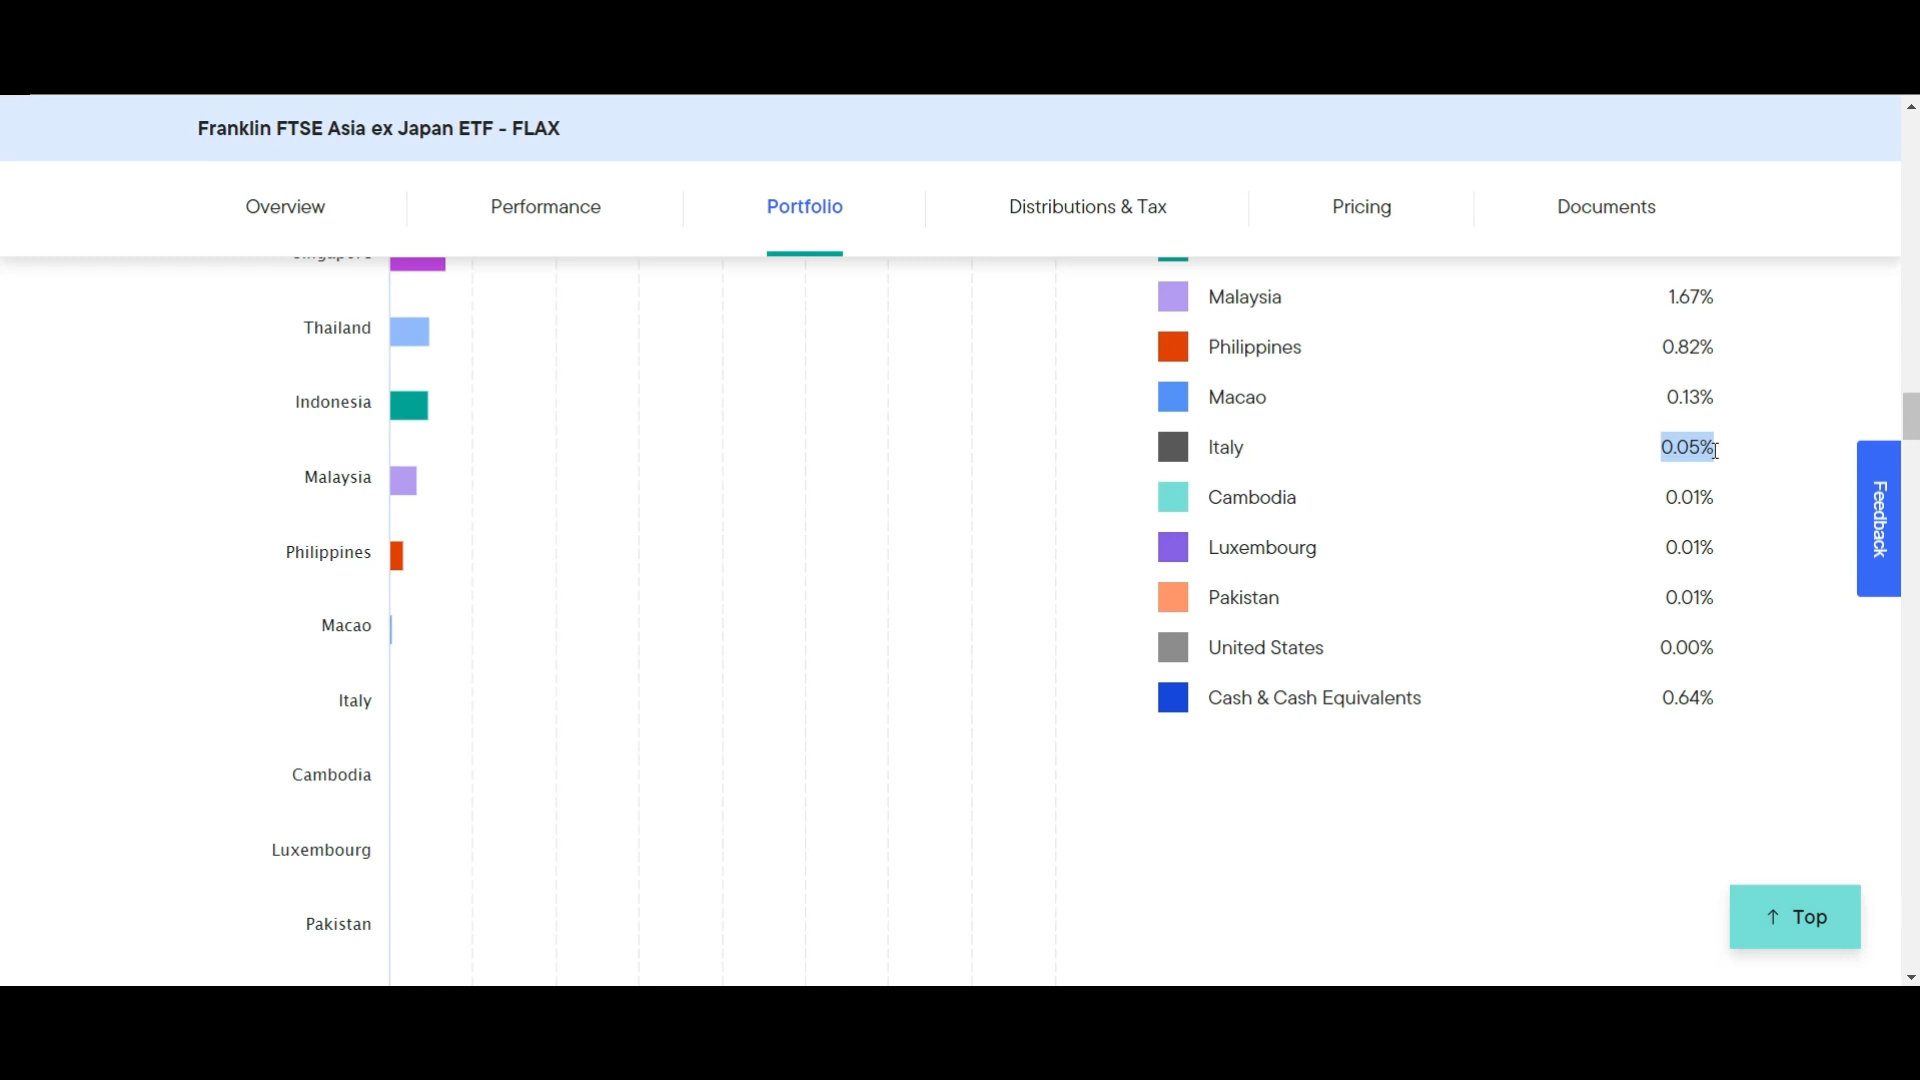 Franklin FTSE Asia ex Japan ETF - FLAX
Overview
Performance
Portfolio
Distributions & Tax
Pricing
Documents
Thailand
Indonesia
Malaysia
Philippines
Macao
Italy
Cambodia
Luxembourg
Pakistan
Malaysia 1.67%
Philippines 0.82%
Macao 0.13%
Italy 0.05%
Cambodia 0.01%
Luxembourg 0.01%
Pakistan 0.01%
United States 0.00%
Cash & Cash Equivalents 0.64%
Feedback
↑ Top